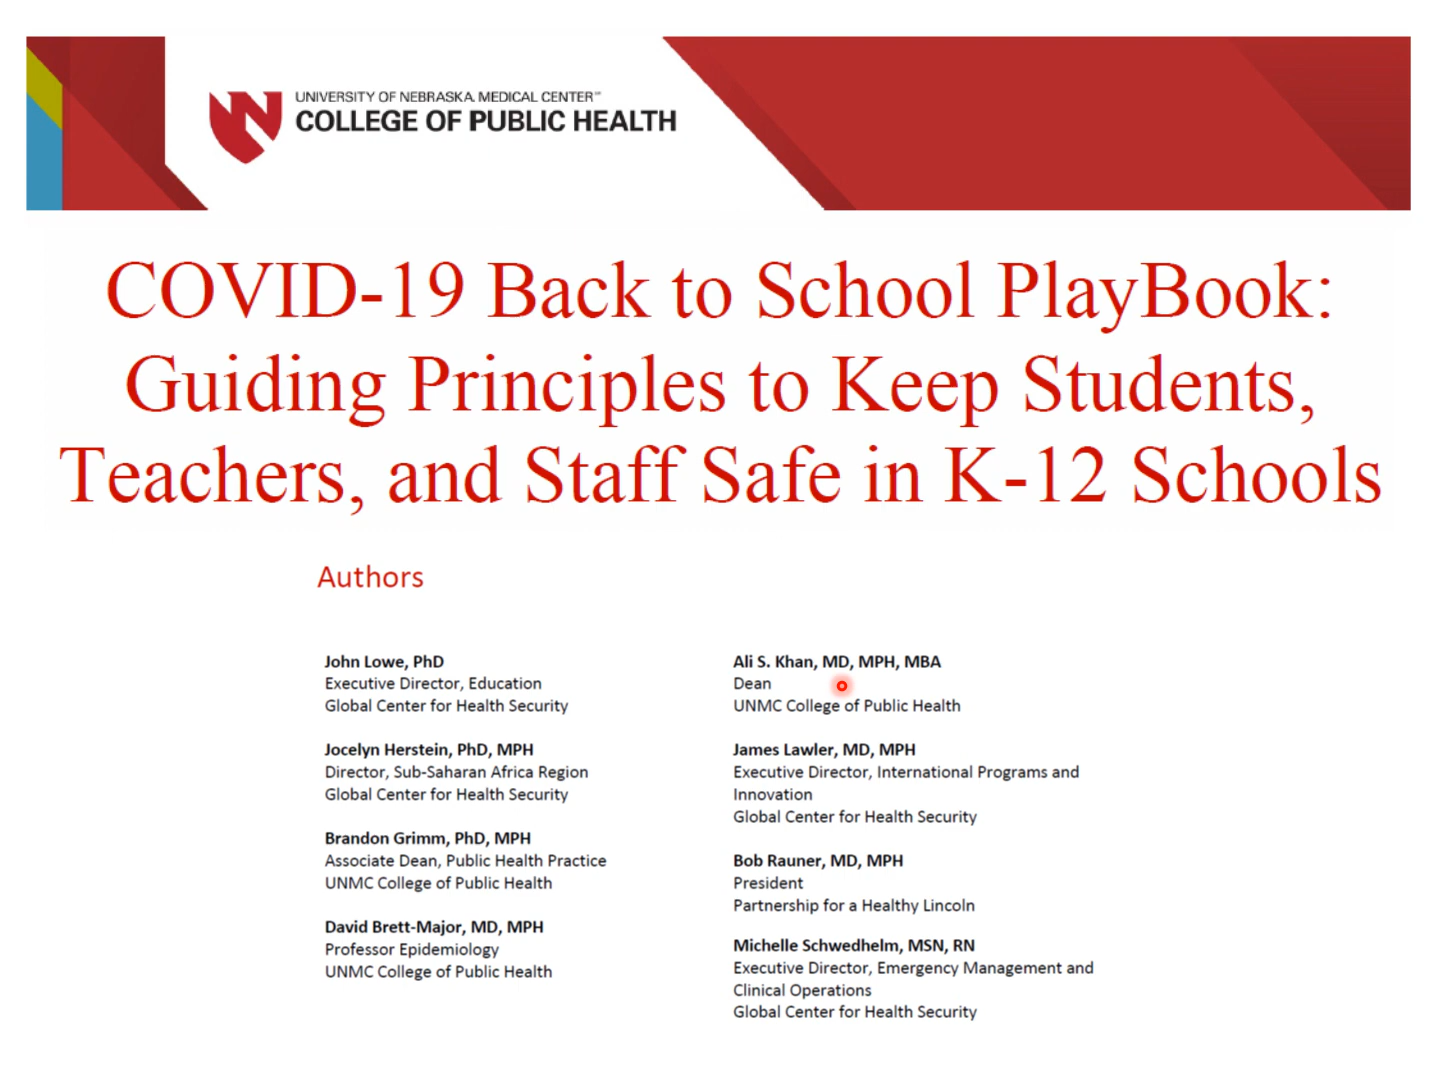 UNIVERSITY OF NEBRASKA MEDICAL CENTER℠
COLLEGE OF PUBLIC HEALTH
COVID-19 Back to School PlayBook:
Guiding Principles to Keep Students,
Teachers, and Staff Safe in K-12 Schools
Authors
John Lowe, PhD
Executive Director, Education
Global Center for Health Security
Jocelyn Herstein, PhD, MPH
Director, Sub-Saharan Africa Region
Global Center for Health Security
Brandon Grimm, PhD, MPH
Associate Dean, Public Health Practice
UNMC College of Public Health
David Brett-Major, MD, MPH
Professor Epidemiology
UNMC College of Public Health
Ali S. Khan, MD, MPH, MBA
Dean
UNMC College of Public Health
James Lawler, MD, MPH
Executive Director, International Programs and
Innovation
Global Center for Health Security
Bob Rauner, MD, MPH
President
Partnership for a Healthy Lincoln
Michelle Schwedhelm, MSN, RN
Executive Director, Emergency Management and
Clinical Operations
Global Center for Health Security